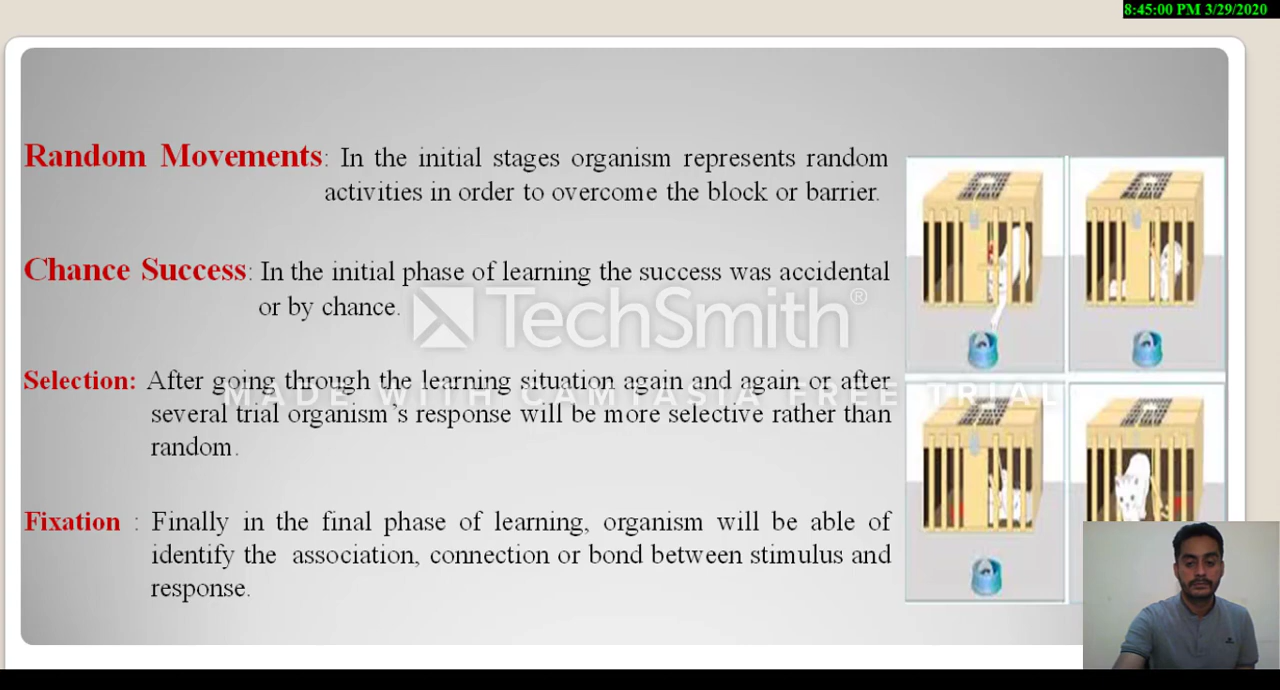 8:45:00 PM 3/29/2020
Random Movements: In the initial stages organism represents random
activities in order to overcome the block or barrier.
Chance Success: In the initial phase of learning the success was accidental
or by chance.
TechSmith®
Selection: After going through the learning situation again and again or after
MADE WITH CAMTASIA FREE TRIAL
several trial organism's response will be more selective rather than
random.
Fixation : Finally in the final phase of learning, organism will be able of
identify the association, connection or bond between stimulus and
response.